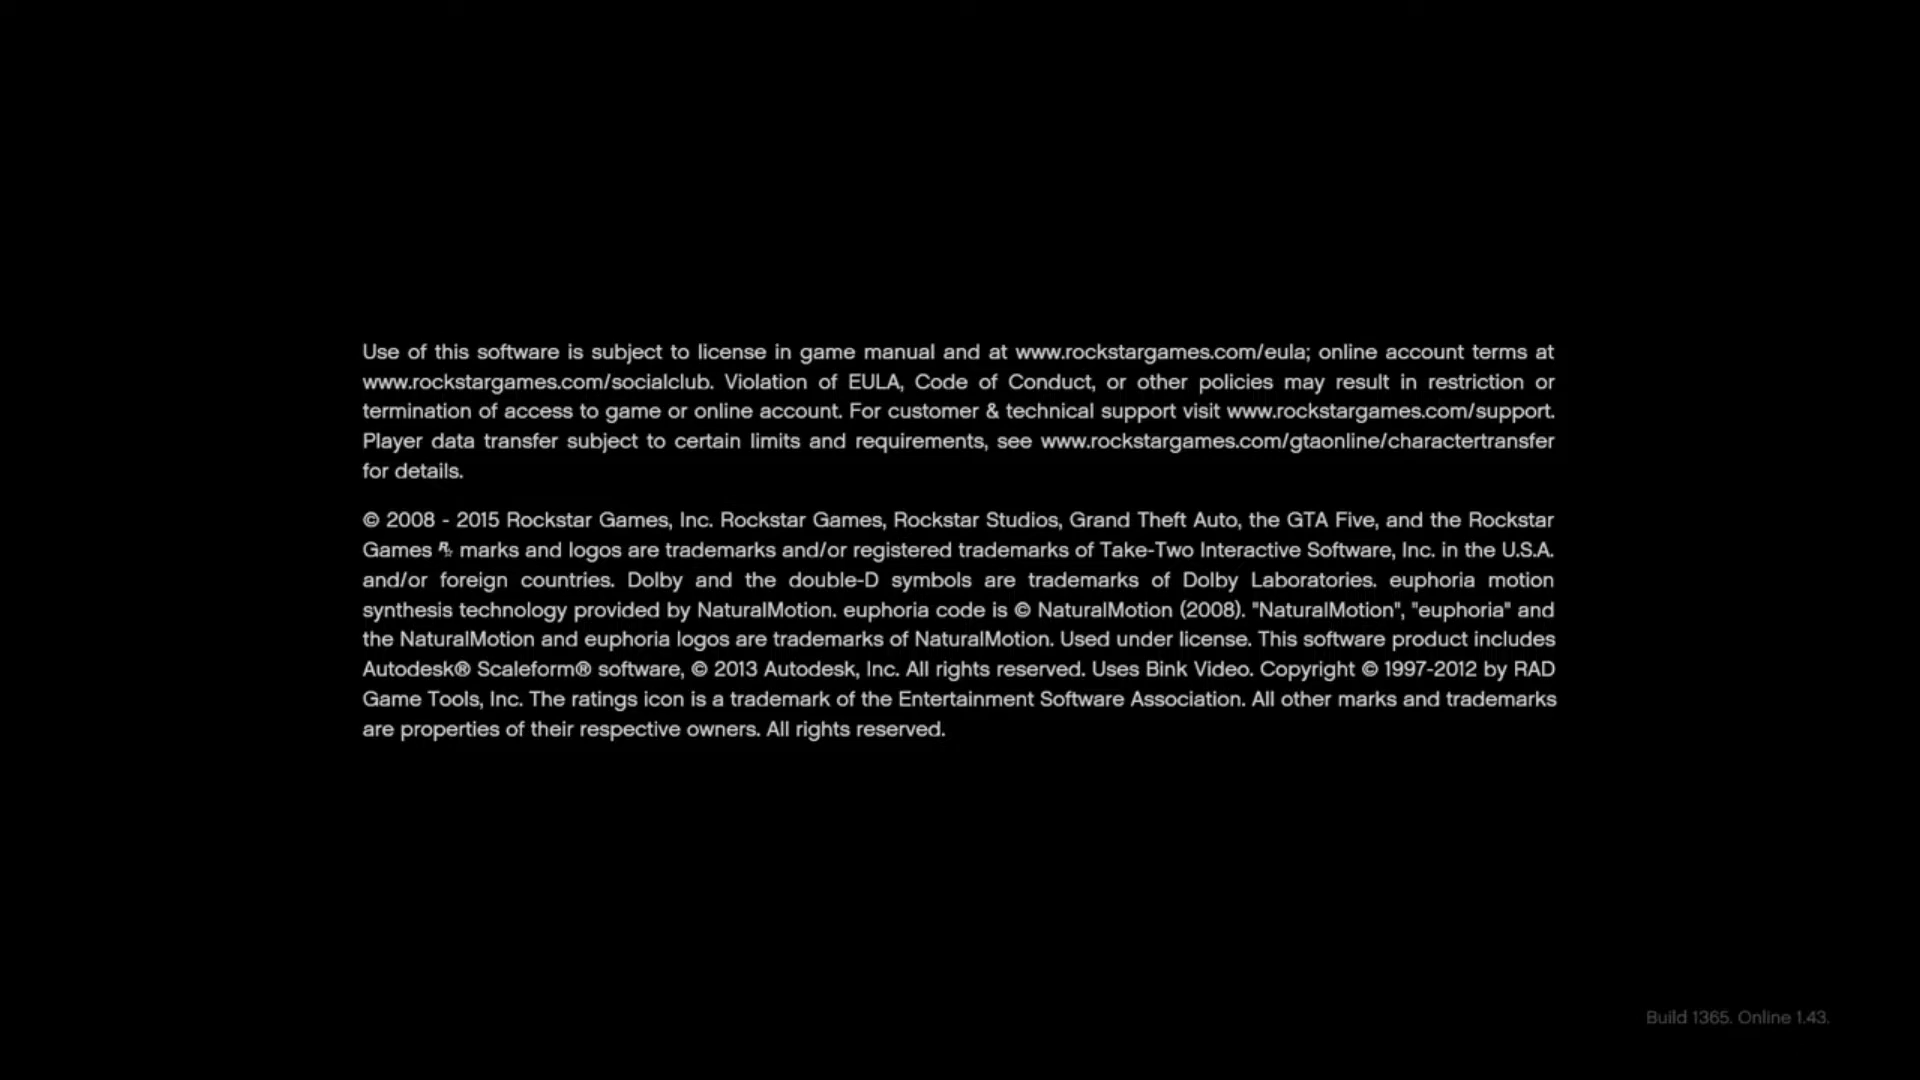 Use of this software is subject to license in game manual and at www.rockstargames.com/eula; online account terms at
www.rockstargames.com/socialclub. Violation of EULA, Code of Conduct, or other policies may result in restriction or
termination of access to game or online account. For customer & technical support visit www.rockstargames.com/support.
Player data transfer subject to certain limits and requirements, see www.rockstargames.com/gtaonline/charactertransfer
for details.
© 2008 - 2015 Rockstar Games, Inc. Rockstar Games, Rockstar Studios, Grand Theft Auto, the GTA Five, and the Rockstar
Games R* marks and logos are trademarks and/or registered trademarks of Take-Two Interactive Software, Inc. in the U.S.A.
and/or foreign countries. Dolby and the double-D symbols are trademarks of Dolby Laboratories. euphoria motion
synthesis technology provided by NaturalMotion. euphoria code is © NaturalMotion (2008). "NaturalMotion", "euphoria" and
the NaturalMotion and euphoria logos are trademarks of NaturalMotion. Used under license. This software product includes
Autodesk® Scaleform® software, © 2013 Autodesk, Inc. All rights reserved. Uses Bink Video. Copyright © 1997-2012 by RAD
Game Tools, Inc. The ratings icon is a trademark of the Entertainment Software Association. All other marks and trademarks
are properties of their respective owners. All rights reserved.
Build 1365. Online 1.43.